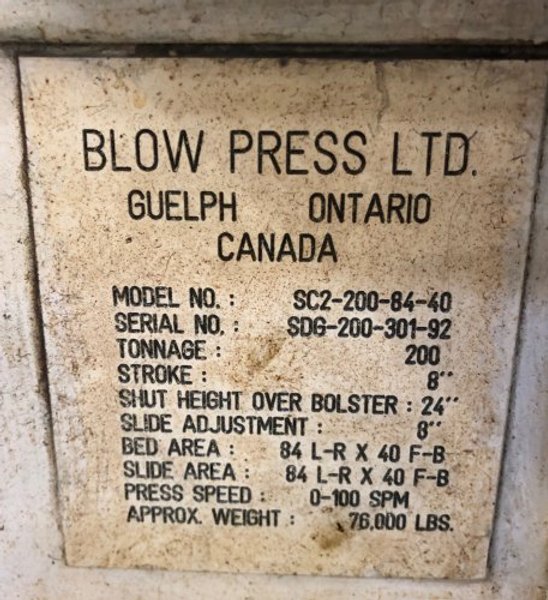 BLOW PRESS LTD.
GUELPH ONTARIO
CANADA
MODEL NO. : SC2-200-84-40
SERIAL NO. : SDG-200-301-92
TONNAGE : 200
STROKE : 8"
SHUT HEIGHT OVER BOLSTER : 24"
SLIDE ADJUSTMENT : 8"
BED AREA : 84 L-R X 40 F-B
SLIDE AREA : 84 L-R X 40 F-B
PRESS SPEED : 0-100 SPM
APPROX. WEIGHT : 76,000 LBS.